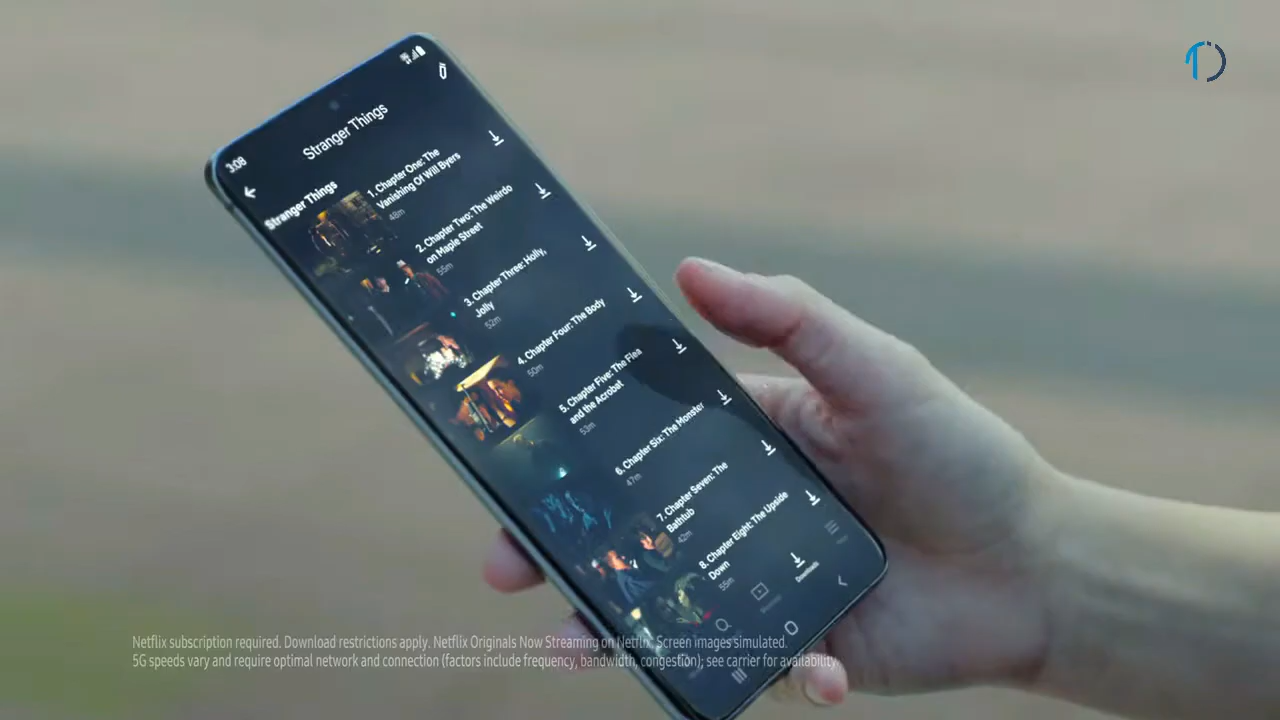 3:08
Stranger Things
Stranger Things
1. Chapter One: The
Vanishing Of Will Byers
48m
2. Chapter Two: The Weirdo
on Maple Street
55m
3. Chapter Three: Holly,
Jolly
52m
4. Chapter Four: The Body
50m
5. Chapter Five: The Flea
and the Acrobat
53m
6. Chapter Six: The Monster
47m
7. Chapter Seven: The
Bathtub
42m
8. Chapter Eight: The Upside
Down
55m
Downloads
Netflix subscription required. Download restrictions apply. Netflix Originals Now Streaming on Netflix. Screen images simulated.
5G speeds vary and require optimal network and connection (factors include frequency, bandwidth, congestion); see carrier for availability